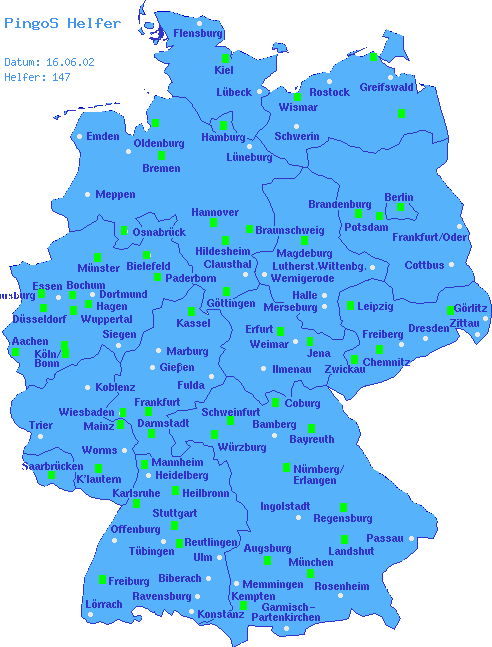 PingoS Helfer
Flensburg
Datum: 16.06.02
Kiel
Helfer: 147
Greifswald
Lübeck
Rostock
Wismar
Emden
Hamburg
Schwerin
Oldenburg
Lüneburg
Bremen
Meppen
Berlin
Brandenburg
Hannover
Potsdam
Osnabrück
Braunschweig
Frankfurt/Oder
Hildesheim
Magdeburg
Münster
Bielefeld
Clausthal
Lutherst.Wittenbg.
Cottbus
Paderborn
Wernigerode
Essen
Bochum
Dortmund
Halle
usburg
Göttingen
Hagen
Merseburg
Leipzig
Görlitz
Düsseldorf
Wuppertal
Kassel
Zittau
Erfurt
Dresden
Siegen
Freiberg
Aachen
Weimar
Köln/
Marburg
Jena
Bonn
Chemnitz
Gießen
Ilmenau
Zwickau
Koblenz
Fulda
Frankfurt
Coburg
Wiesbaden
Schweinfurt
Trier
Mainz
Darmstadt
Bamberg
Bayreuth
Worms
Würzburg
Saarbrücken
Mannheim
Nürnberg/
K'lautern
Heidelberg
Erlangen
Karlsruhe
Heilbronn
Ingolstadt
Stuttgart
Regensburg
Offenburg
Passau
Reutlingen
Tübingen
Augsburg
Landshut
Ulm
München
Freiburg
Biberach
Memmingen
Rosenheim
Ravensburg
Kempten
Lörrach
Garmisch-
Konstanz
Partenkirchen